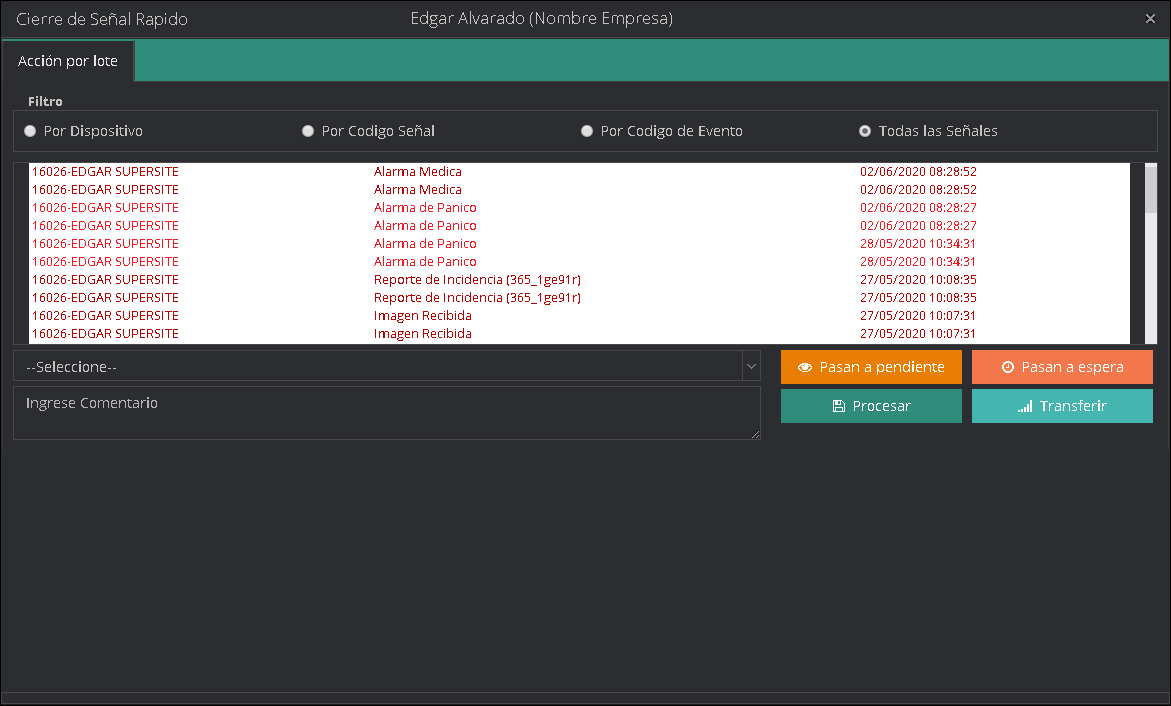 Cierre de Señal Rapido Edgar Alvarado (Nombre Empresa)
Acción por lote
Filtro
Por Dispositivo Por Codigo Señal Por Codigo de Evento Todas las Señales
16026-EDGAR SUPERSITE Alarma Medica 02/06/2020 08:28:52
16026-EDGAR SUPERSITE Alarma Medica 02/06/2020 08:28:52
16026-EDGAR SUPERSITE Alarma de Panico 02/06/2020 08:28:27
16026-EDGAR SUPERSITE Alarma de Panico 02/06/2020 08:28:27
16026-EDGAR SUPERSITE Alarma de Panico 28/05/2020 10:34:31
16026-EDGAR SUPERSITE Alarma de Panico 28/05/2020 10:34:31
16026-EDGAR SUPERSITE Reporte de Incidencia (365_1ge91r) 27/05/2020 10:08:35
16026-EDGAR SUPERSITE Reporte de Incidencia (365_1ge91r) 27/05/2020 10:08:35
16026-EDGAR SUPERSITE Imagen Recibida 27/05/2020 10:07:31
16026-EDGAR SUPERSITE Imagen Recibida 27/05/2020 10:07:31
--Seleccione-- Pasan a pendiente Pasan a espera
Ingrese Comentario Procesar Transferir